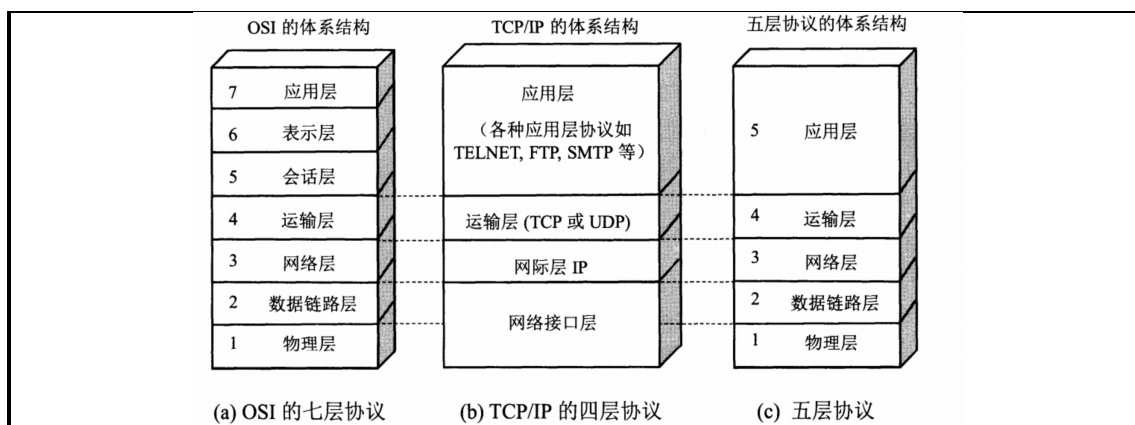 OSI 的体系结构
7 应用层
6 表示层
5 会话层
4 运输层
3 网络层
2 数据链路层
1 物理层
(a) OSI 的七层协议
TCP/IP 的体系结构
应用层
（各种应用层协议如
TELNET, FTP, SMTP 等）
运输层 (TCP 或 UDP)
网际层 IP
网络接口层
(b) TCP/IP 的四层协议
五层协议的体系结构
5 应用层
4 运输层
3 网络层
2 数据链路层
1 物理层
(c) 五层协议